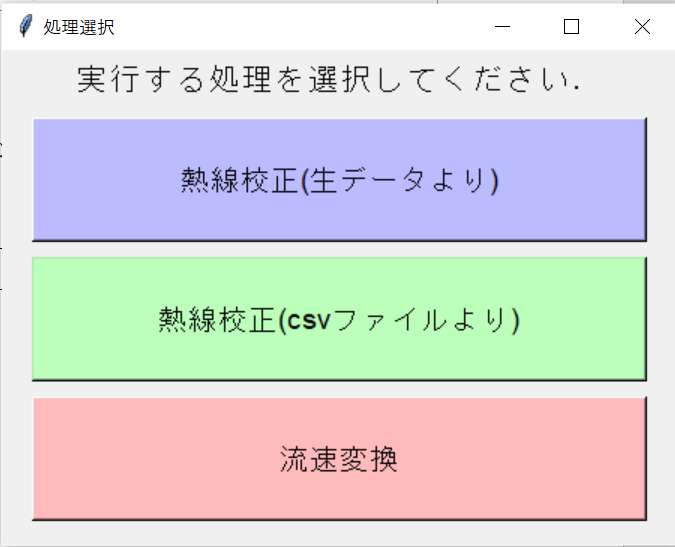 処理選択
実行する処理を選択してください.
熱線校正(生データより)
熱線校正(csvファイルより)
流速変換